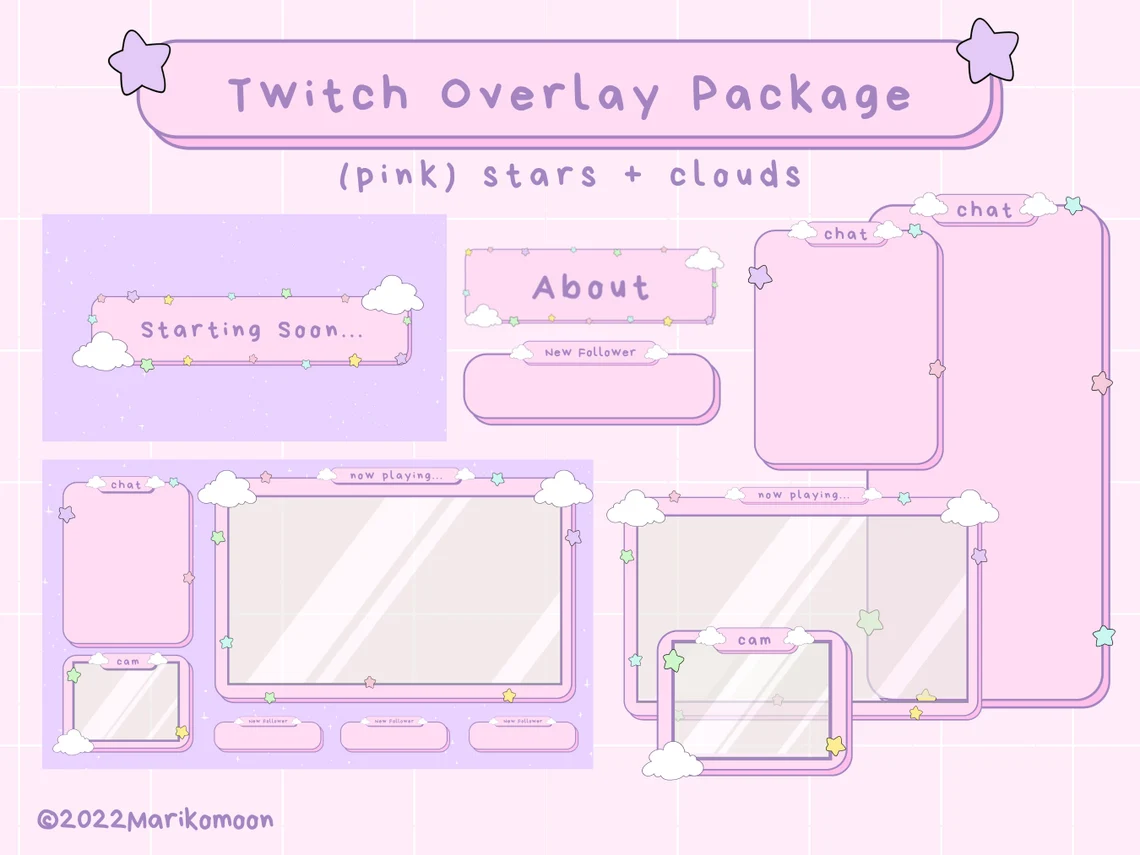 Twitch Overlay Package
(pink) stars + clouds
chat
chat
Starting Soon...
About
New Follower
chat
now playing...
now playing...
cam
cam
New Follower
New Follower
New Follower
©2022Marikomoon